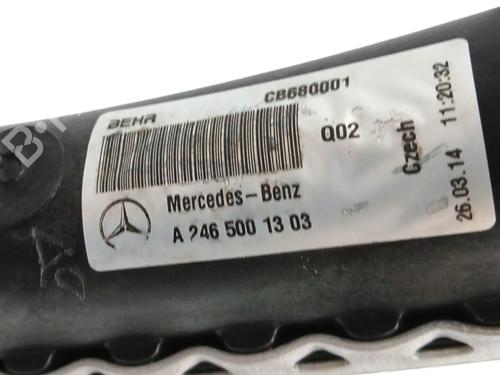 CB680001
BEHR
Q02
Czech
26.03.14 11:20:32
Mercedes-Benz
A 246 500 13 03